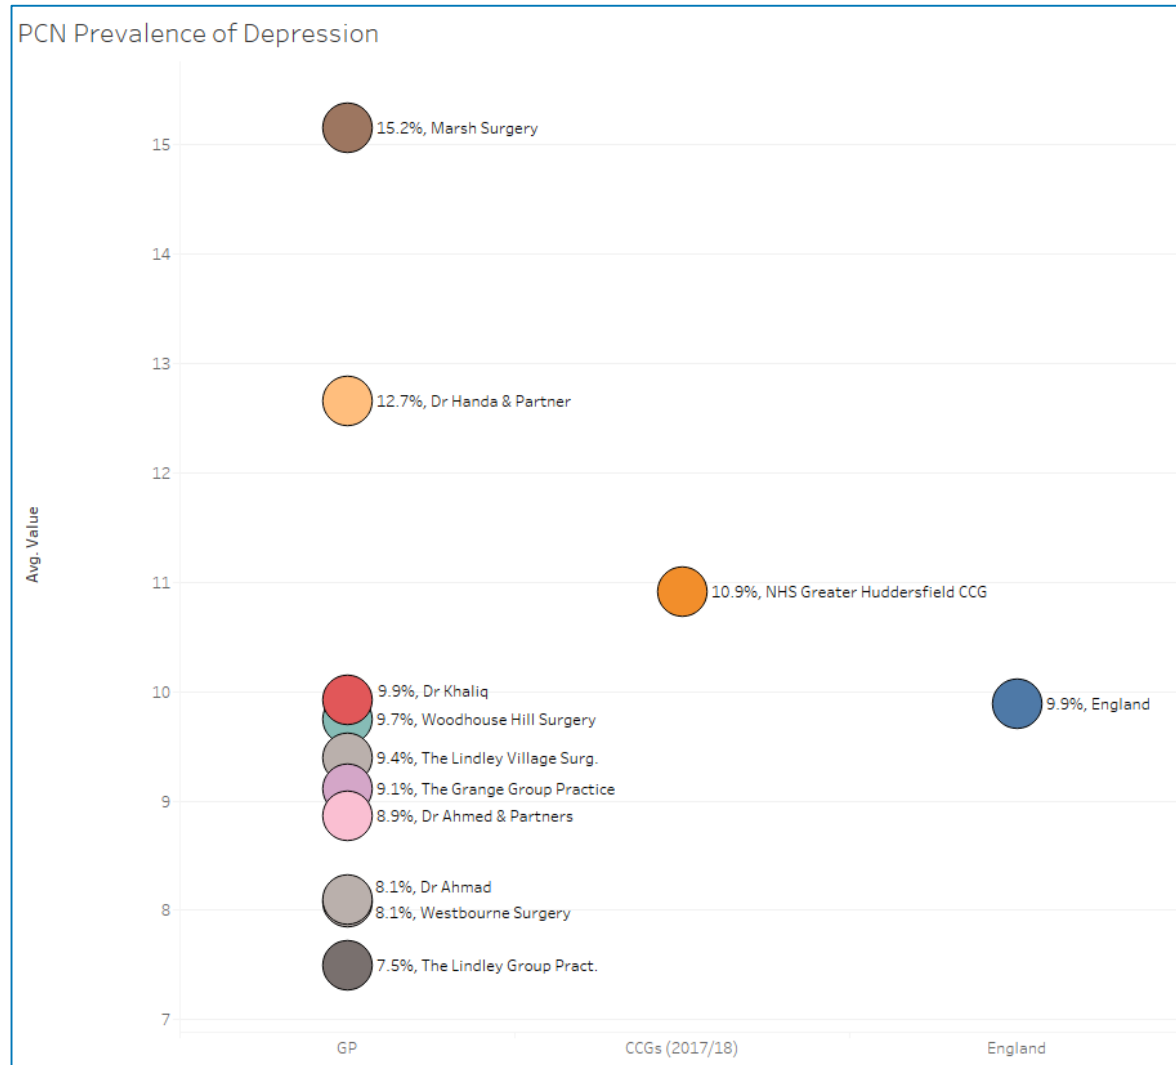 PCN Prevalence of Depression
Avg. Value
15
14
13
12
11
10
9
8
7
15.2%, Marsh Surgery
12.7%, Dr Handa & Partner
10.9%, NHS Greater Huddersfield CCG
9.9%, Dr Khaliq
9.7%, Woodhouse Hill Surgery
9.9%, England
9.4%, The Lindley Village Surg.
9.1%, The Grange Group Practice
8.9%, Dr Ahmed & Partners
8.1%, Dr Ahmad
8.1%, Westbourne Surgery
7.5%, The Lindley Group Pract.
GP
CCGs (2017/18)
England